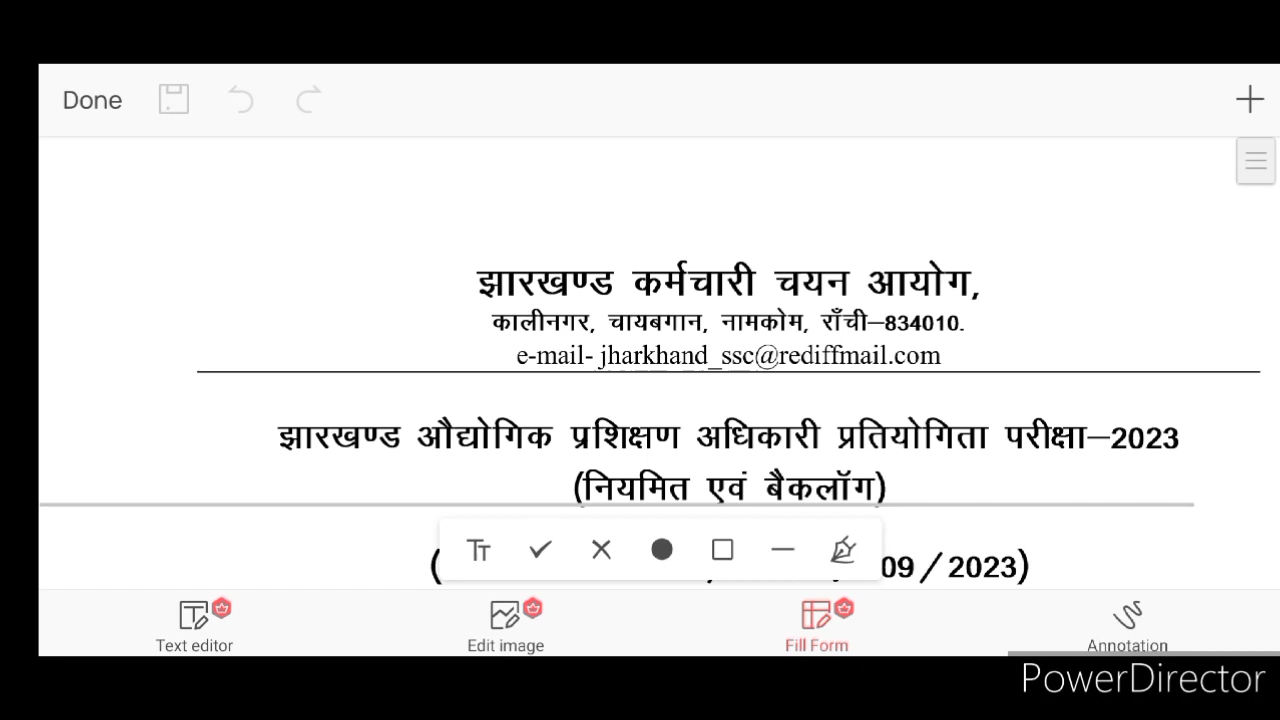 Done
झारखण्ड कर्मचारी चयन आयोग,
कालीनगर, चायबगान, नामकोम, राँची–834010.
e-mail- jharkhand_ssc@rediffmail.com
झारखण्ड औद्योगिक प्रशिक्षण अधिकारी प्रतियोगिता परीक्षा–2023
(नियमित एवं बैकलॉग)
( 09/2023)
Text editor Edit image Fill Form Annotation
PowerDirector